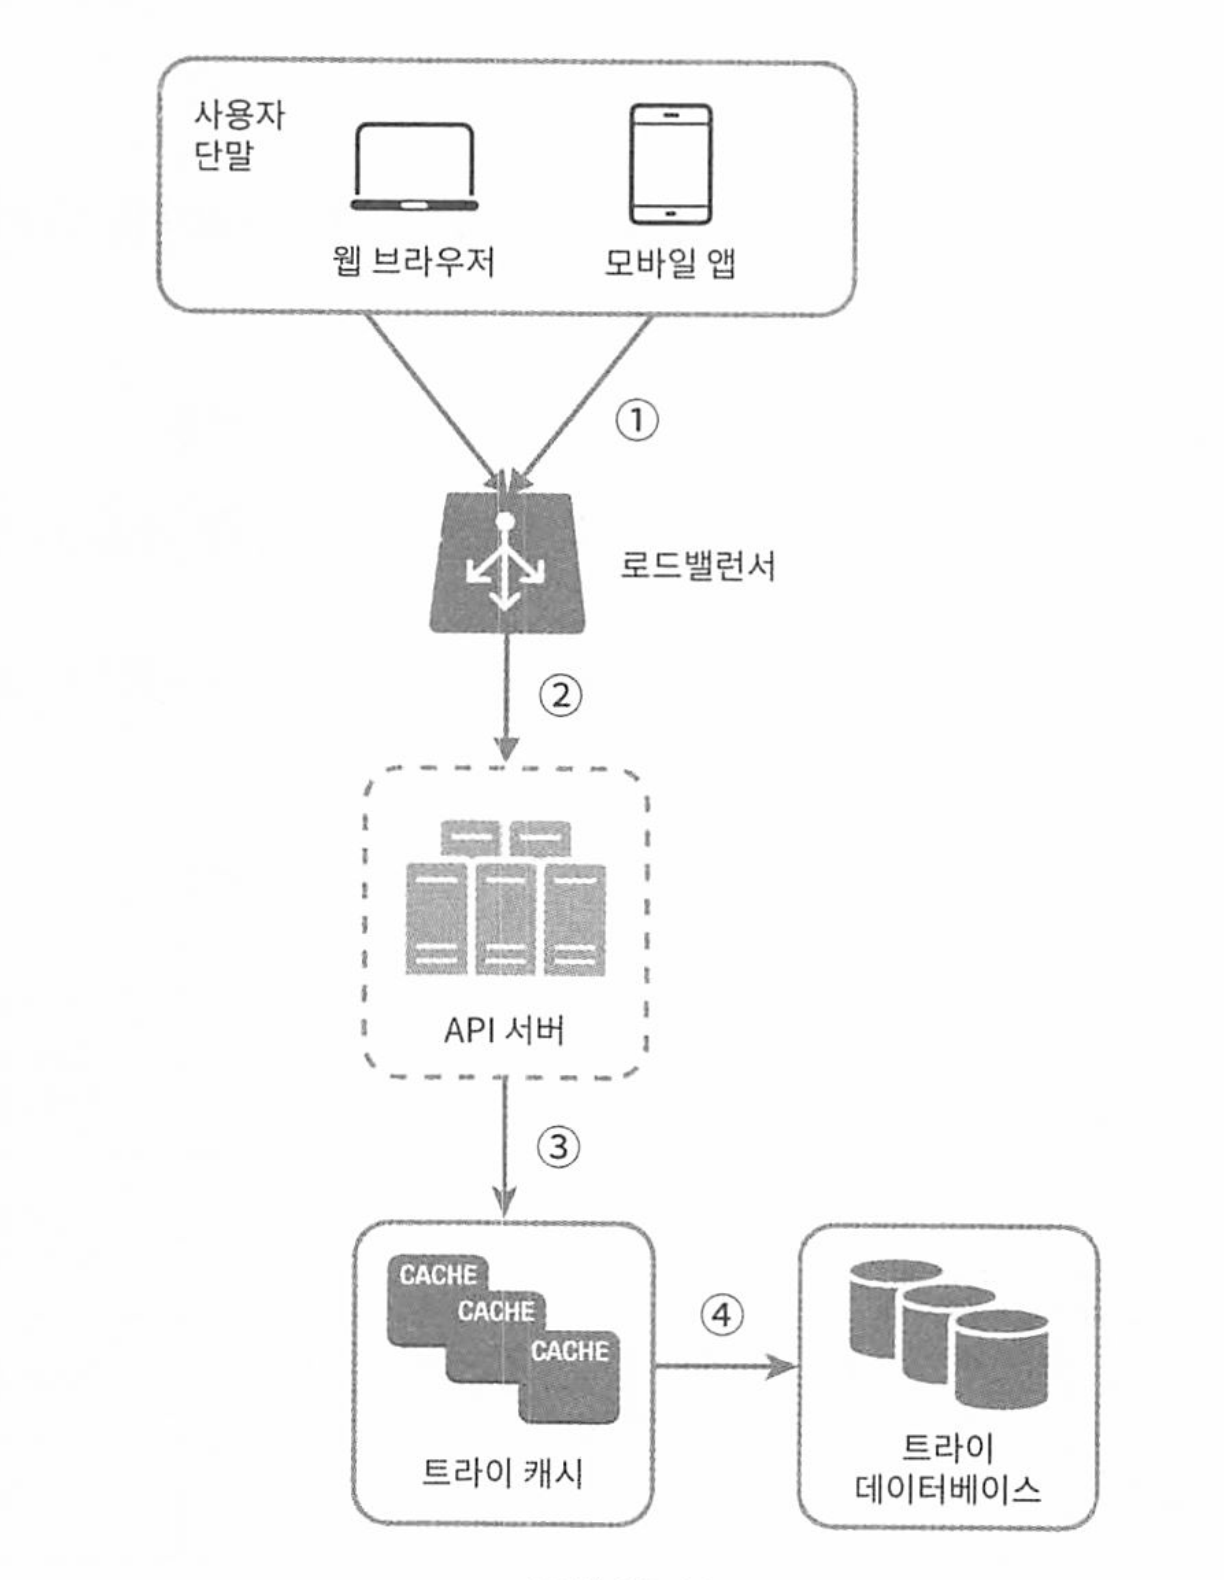 사용자
단말
웹 브라우저
모바일 앱
①
로드밸런서
②
API 서버
③
CACHE
CACHE
CACHE
④
트라이 캐시
트라이
데이터베이스